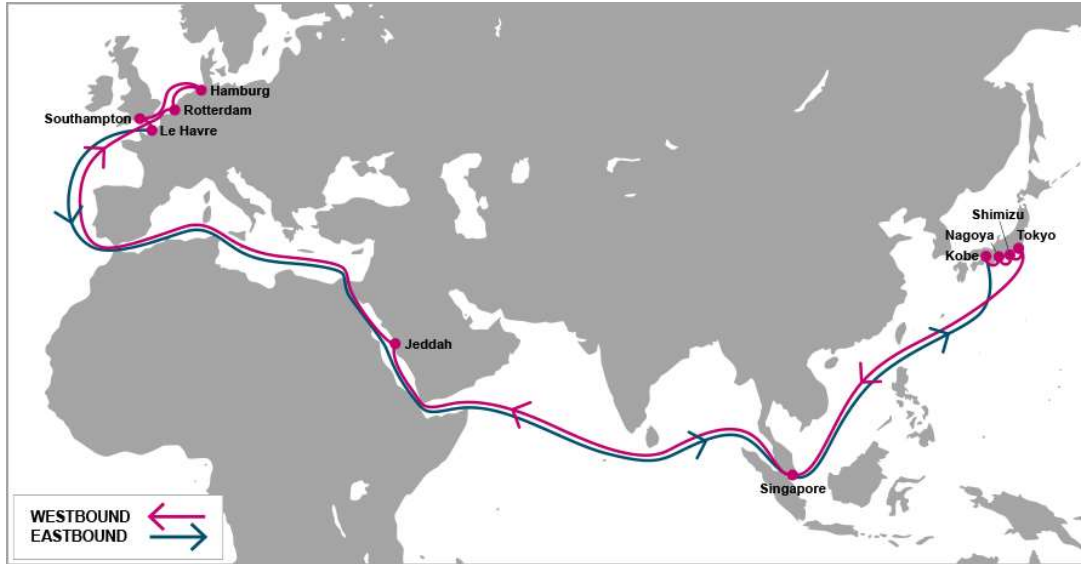 Hamburg
Rotterdam
Southampton
Le Havre
Shimizu
Nagoya
Tokyo
Kobe
Jeddah
Singapore
WESTBOUND
EASTBOUND